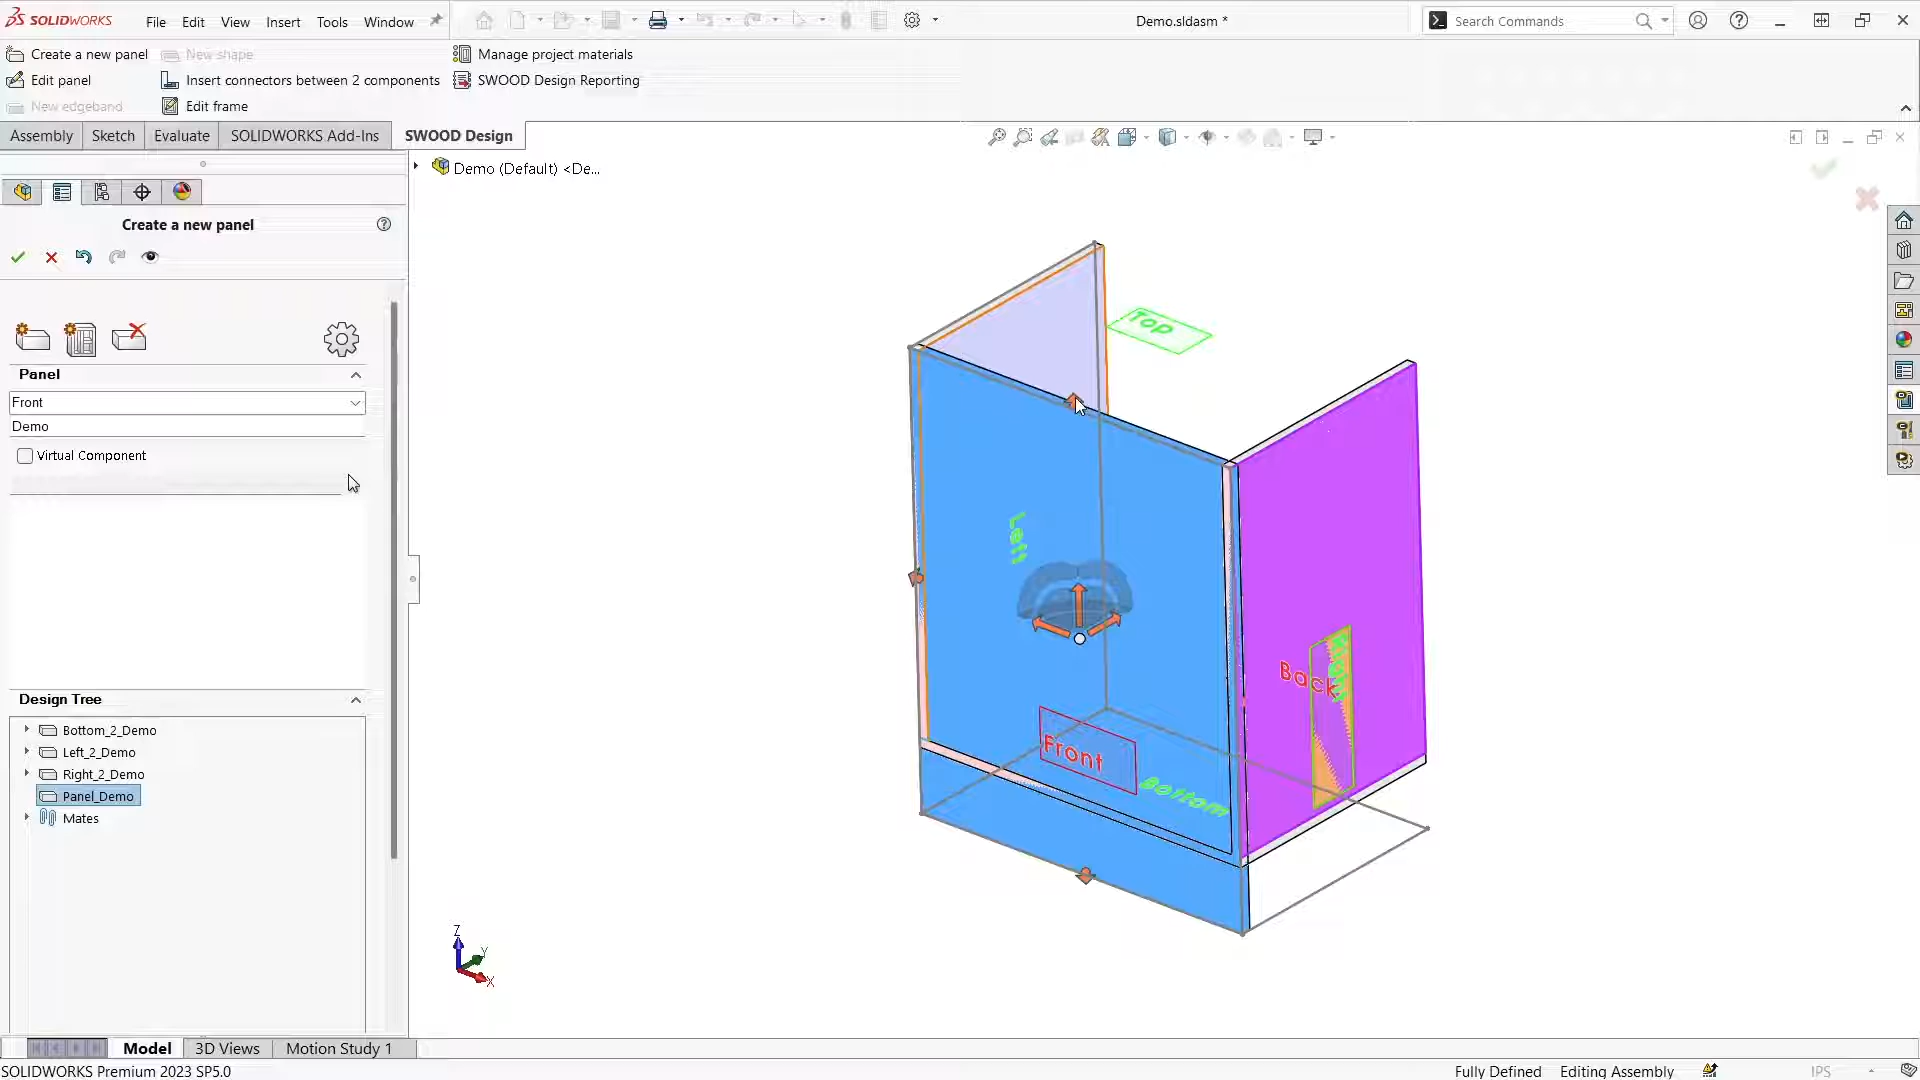 SOLIDWORKS
File Edit View Insert Tools Window
Demo.sldasm *
Search Commands
Create a new panel
New shape
Manage project materials
Edit panel
Insert connectors between 2 components
SWOOD Design Reporting
New edgeband
Edit frame
Assembly
Sketch
Evaluate
SOLIDWORKS Add-Ins
SWOOD Design
Demo (Default) <De...
Create a new panel
Panel
Front
Demo
Virtual Component
Design Tree
Bottom_2_Demo
Left_2_Demo
Right_2_Demo
Panel_Demo
Mates
Top
Left
Back
Front
Bottom
Z
Y
X
Model
3D Views
Motion Study 1
SOLIDWORKS Premium 2023 SP5.0
Fully Defined
Editing Assembly
IPS